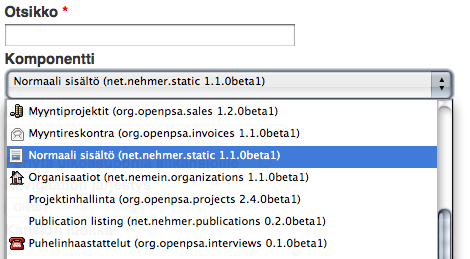 Otsikko *
Komponentti
Normaali sisältö (net.nehmer.static 1.1.0beta1)
Myyntiprojektit (org.openpsa.sales 1.2.0beta1)
Myyntireskontra (org.openpsa.invoices 1.1.0beta1)
Normaali sisältö (net.nehmer.static 1.1.0beta1)
Organisaatiot (net.nemein.organizations 1.1.0beta1)
Projektinhallinta (org.openpsa.projects 2.4.0beta1)
Publication listing (net.nehmer.publications 0.2.0beta1)
Puhelinhaastattelut (org.openpsa.interviews 0.1.0beta1)